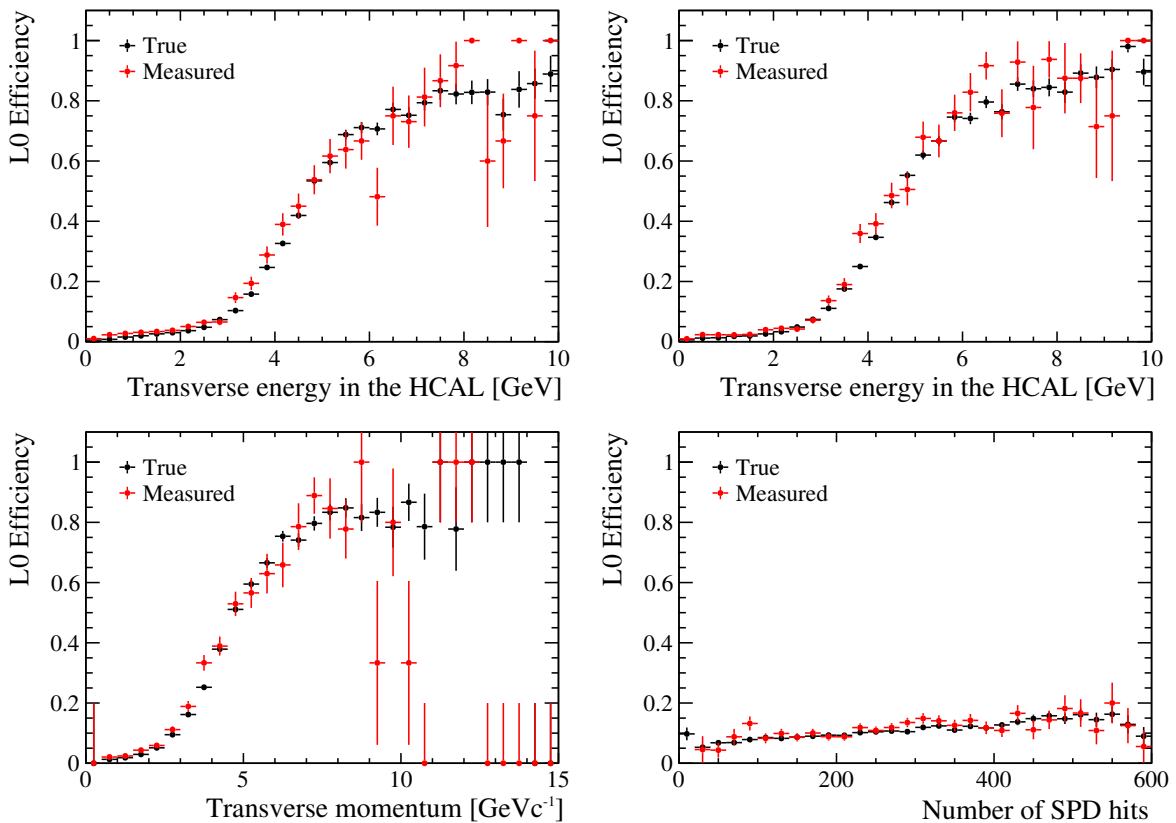 L0 Efficiency
1
0.8
0.6
0.4
0.2
0
True
Measured
0 2 4 6 8 10
Transverse energy in the HCAL [GeV]
L0 Efficiency
1
0.8
0.6
0.4
0.2
0
True
Measured
0 2 4 6 8 10
Transverse energy in the HCAL [GeV]
L0 Efficiency
1
0.8
0.6
0.4
0.2
0
True
Measured
5 10 15
Transverse momentum [GeVc⁻¹]
L0 Efficiency
1
0.8
0.6
0.4
0.2
0
True
Measured
0 200 400 600
Number of SPD hits